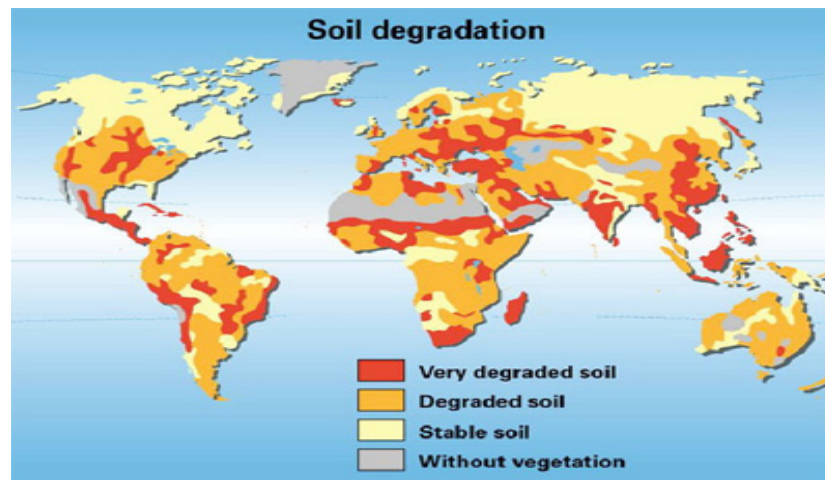 Soil degradation
Very degraded soil
Degraded soil
Stable soil
Without vegetation